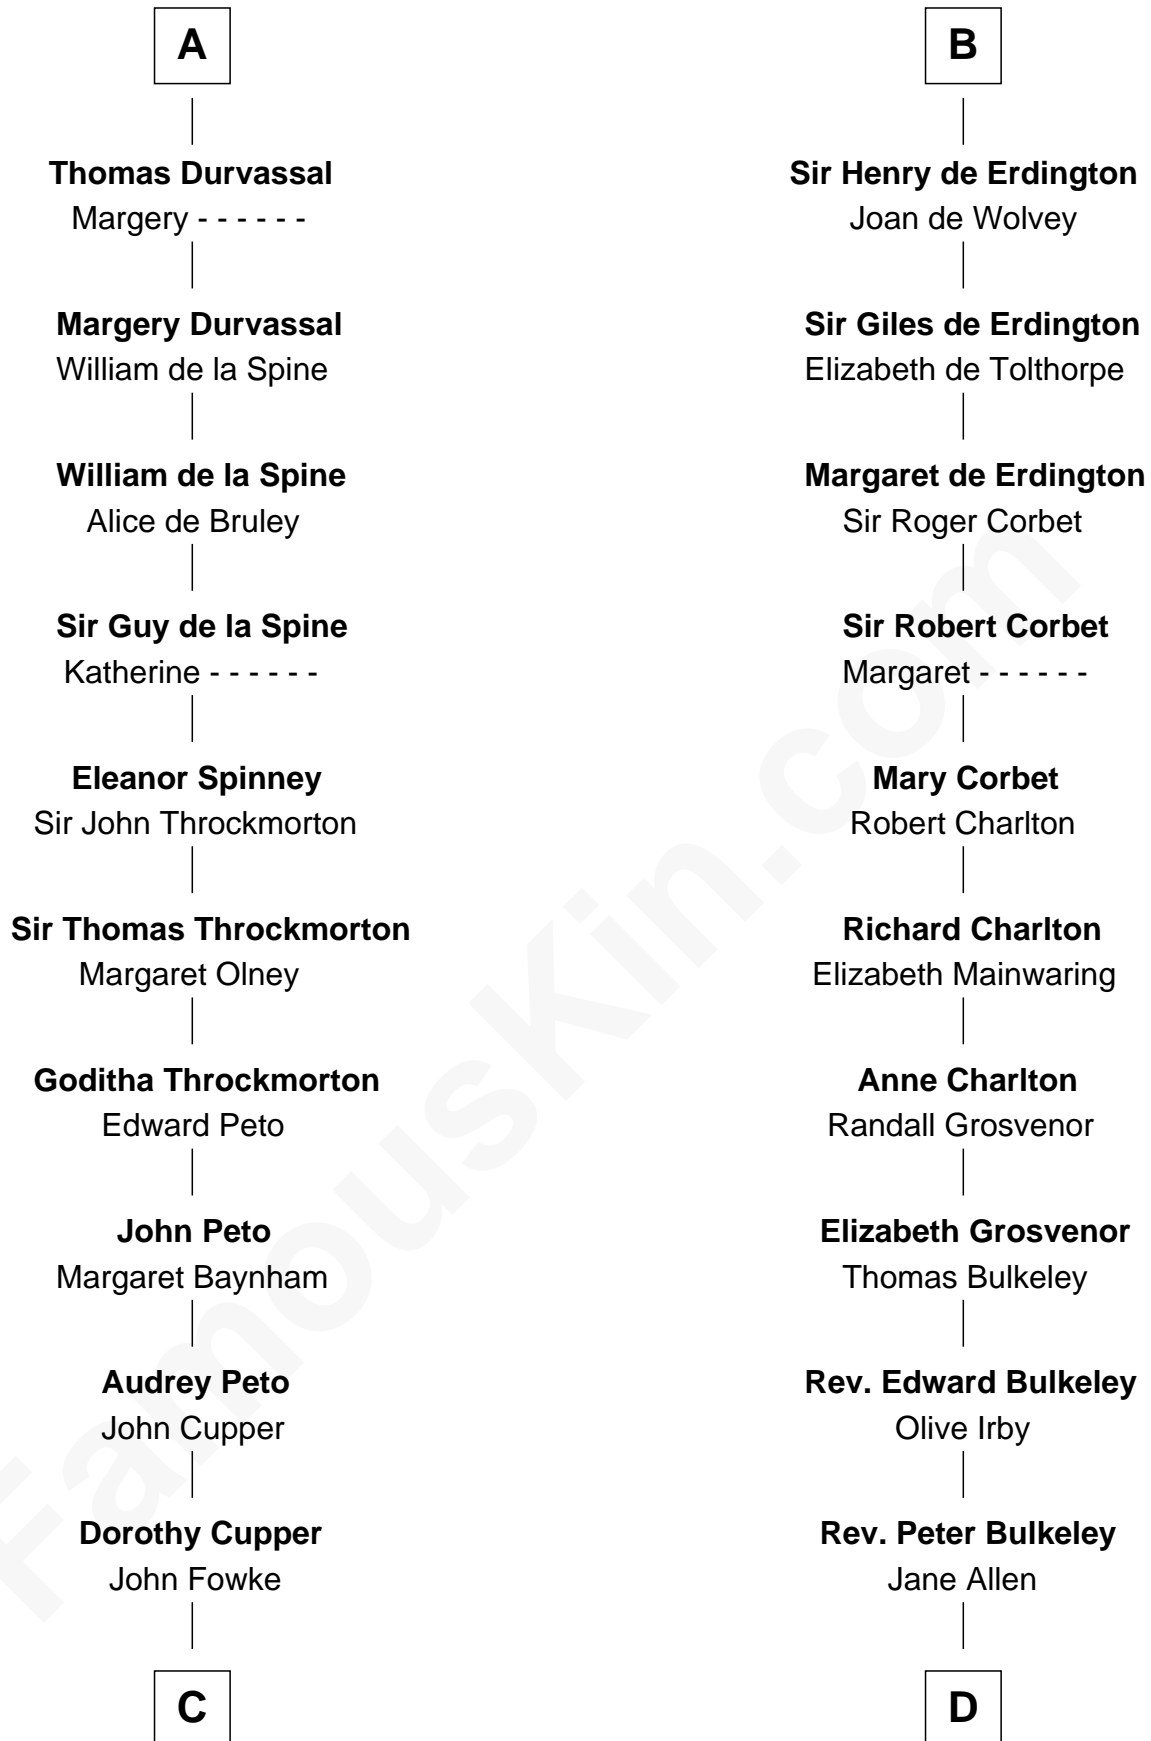 A
Thomas Durvassal
Margery - - - - - -
Margery Durvassal
William de la Spine
William de la Spine
Alice de Bruley
Sir Guy de la Spine
Katherine - - - - - -
Eleanor Spinney
Sir John Throckmorton
Sir Thomas Throckmorton
Margaret Olney
Goditha Throckmorton
Edward Peto
John Peto
Margaret Baynham
Audrey Peto
John Cupper
Dorothy Cupper
John Fowke
C
B
Sir Henry de Erdington
Joan de Wolvey
Sir Giles de Erdington
Elizabeth de Tolthorpe
Margaret de Erdington
Sir Roger Corbet
Sir Robert Corbet
Margaret - - - - - -
Mary Corbet
Robert Charlton
Richard Charlton
Elizabeth Mainwaring
Anne Charlton
Randall Grosvenor
Elizabeth Grosvenor
Thomas Bulkeley
Rev. Edward Bulkeley
Olive Irby
Rev. Peter Bulkeley
Jane Allen
D
FamousKin.com